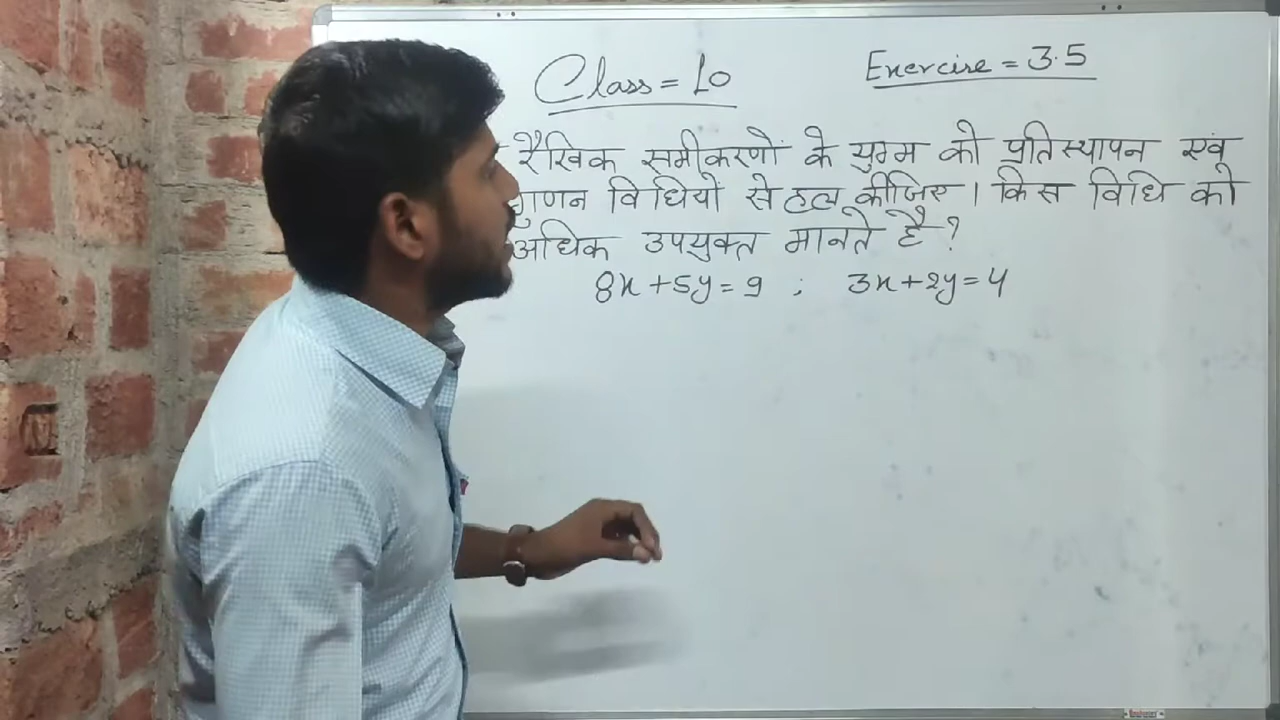 Class = 10
Exercise = 3.5
रैखिक समीकरणों के युग्म को प्रतिस्थापन एवं
गुणन विधियों से हल कीजिए । किस विधि को
अधिक उपयुक्त मानते है ?
8x + 5y = 9 ; 3x + 2y = 4